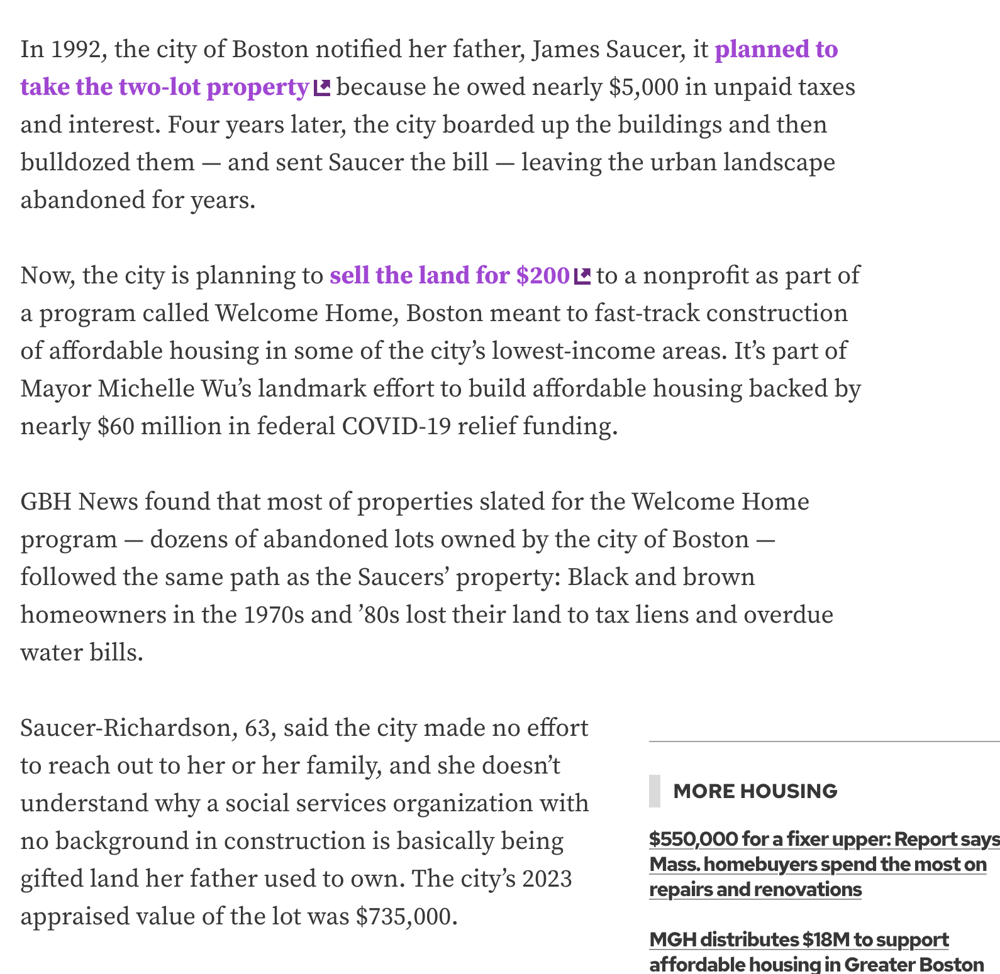 In 1992, the city of Boston notified her father, James Saucer, it planned to
take the two-lot property because he owed nearly $5,000 in unpaid taxes
and interest. Four years later, the city boarded up the buildings and then
bulldozed them — and sent Saucer the bill — leaving the urban landscape
abandoned for years.
Now, the city is planning to sell the land for $200 to a nonprofit as part of
a program called Welcome Home, Boston meant to fast-track construction
of affordable housing in some of the city’s lowest-income areas. It’s part of
Mayor Michelle Wu’s landmark effort to build affordable housing backed by
nearly $60 million in federal COVID-19 relief funding.
GBH News found that most of properties slated for the Welcome Home
program — dozens of abandoned lots owned by the city of Boston —
followed the same path as the Saucers’ property: Black and brown
homeowners in the 1970s and ’80s lost their land to tax liens and overdue
water bills.
Saucer-Richardson, 63, said the city made no effort
to reach out to her or her family, and she doesn’t
understand why a social services organization with
no background in construction is basically being
gifted land her father used to own. The city’s 2023
appraised value of the lot was $735,000.
MORE HOUSING
$550,000 for a fixer upper: Report says
Mass. homebuyers spend the most on
repairs and renovations
MGH distributes $18M to support
affordable housing in Greater Boston